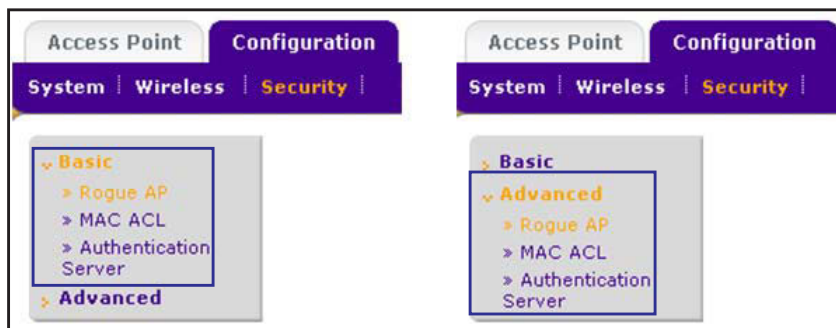 Access Point Configuration
System Wireless Security
Basic
» Rogue AP
» MAC ACL
» Authentication
Server
Advanced
Access Point Configuration
System Wireless Security
Basic
Advanced
» Rogue AP
» MAC ACL
» Authentication
Server